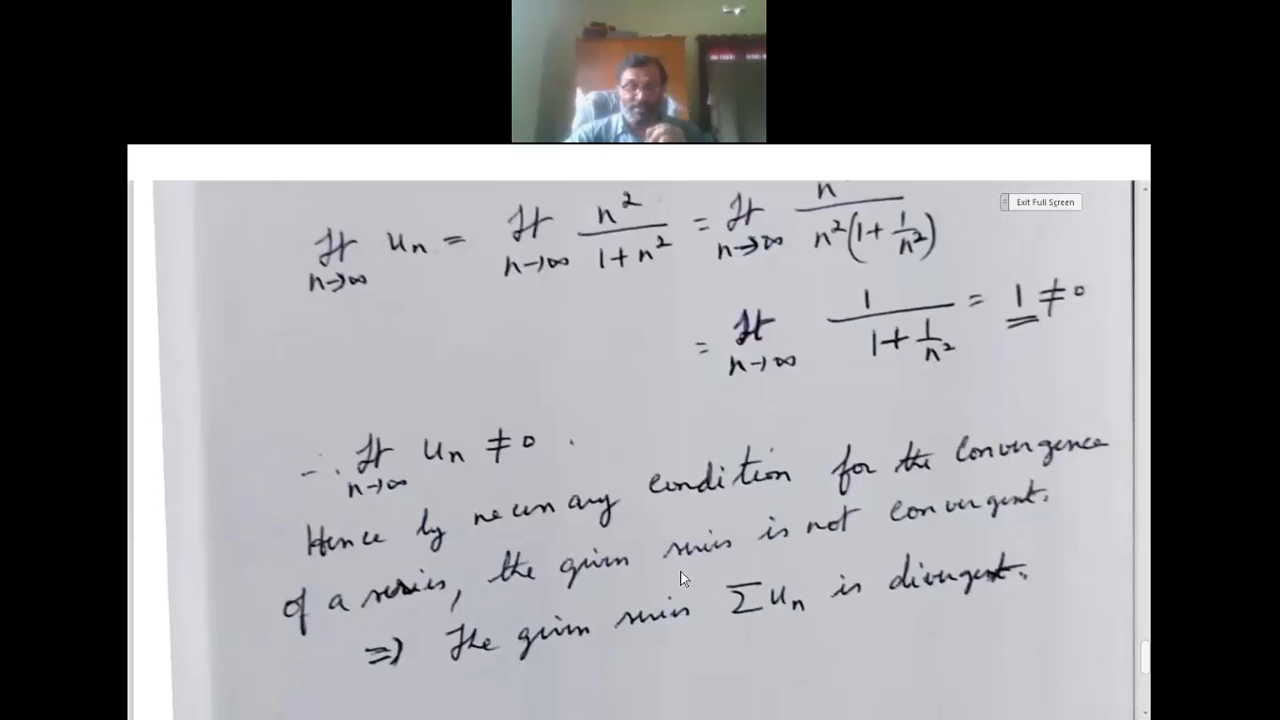 Exit Full Screen
lt n→∞ un = lt n→∞ n²/(1+n²) = lt n→∞ n²/(n²(1+1/n²))
= lt n→∞ 1/(1+1/n²) = 1 ≠ 0
∴ lt n→∞ un ≠ 0.
Hence by necessary condition for the convergence
of a series, the given series is not convergent.
⇒) The given series Σun is divergent.